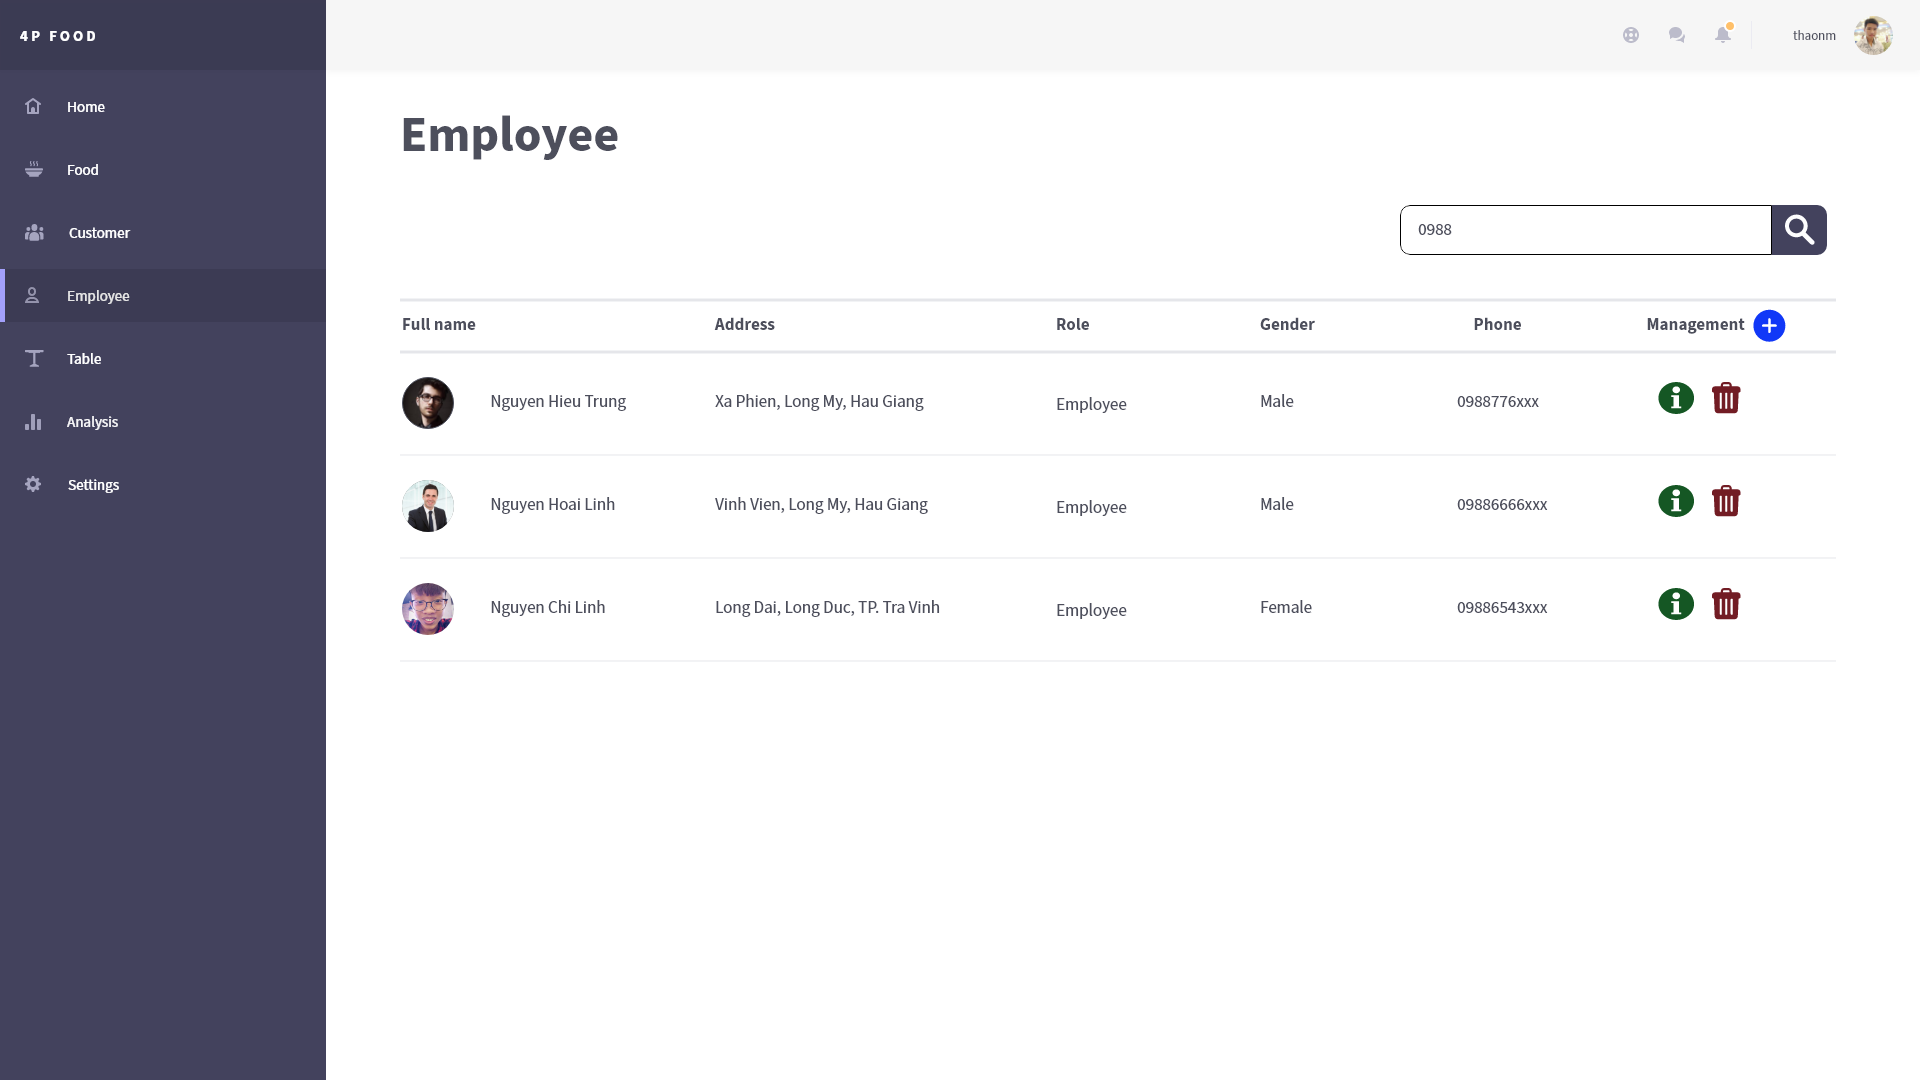 4P FOOD
thaonm
Home
Food
Customer
Employee
Table
Analysis
Settings
Employee
0988
Full name Address Role Gender Phone Management
Nguyen Hieu Trung Xa Phien, Long My, Hau Giang Employee Male 0988776xxx
Nguyen Hoai Linh Vinh Vien, Long My, Hau Giang Employee Male 09886666xxx
Nguyen Chi Linh Long Dai, Long Duc, TP. Tra Vinh Employee Female 09886543xxx